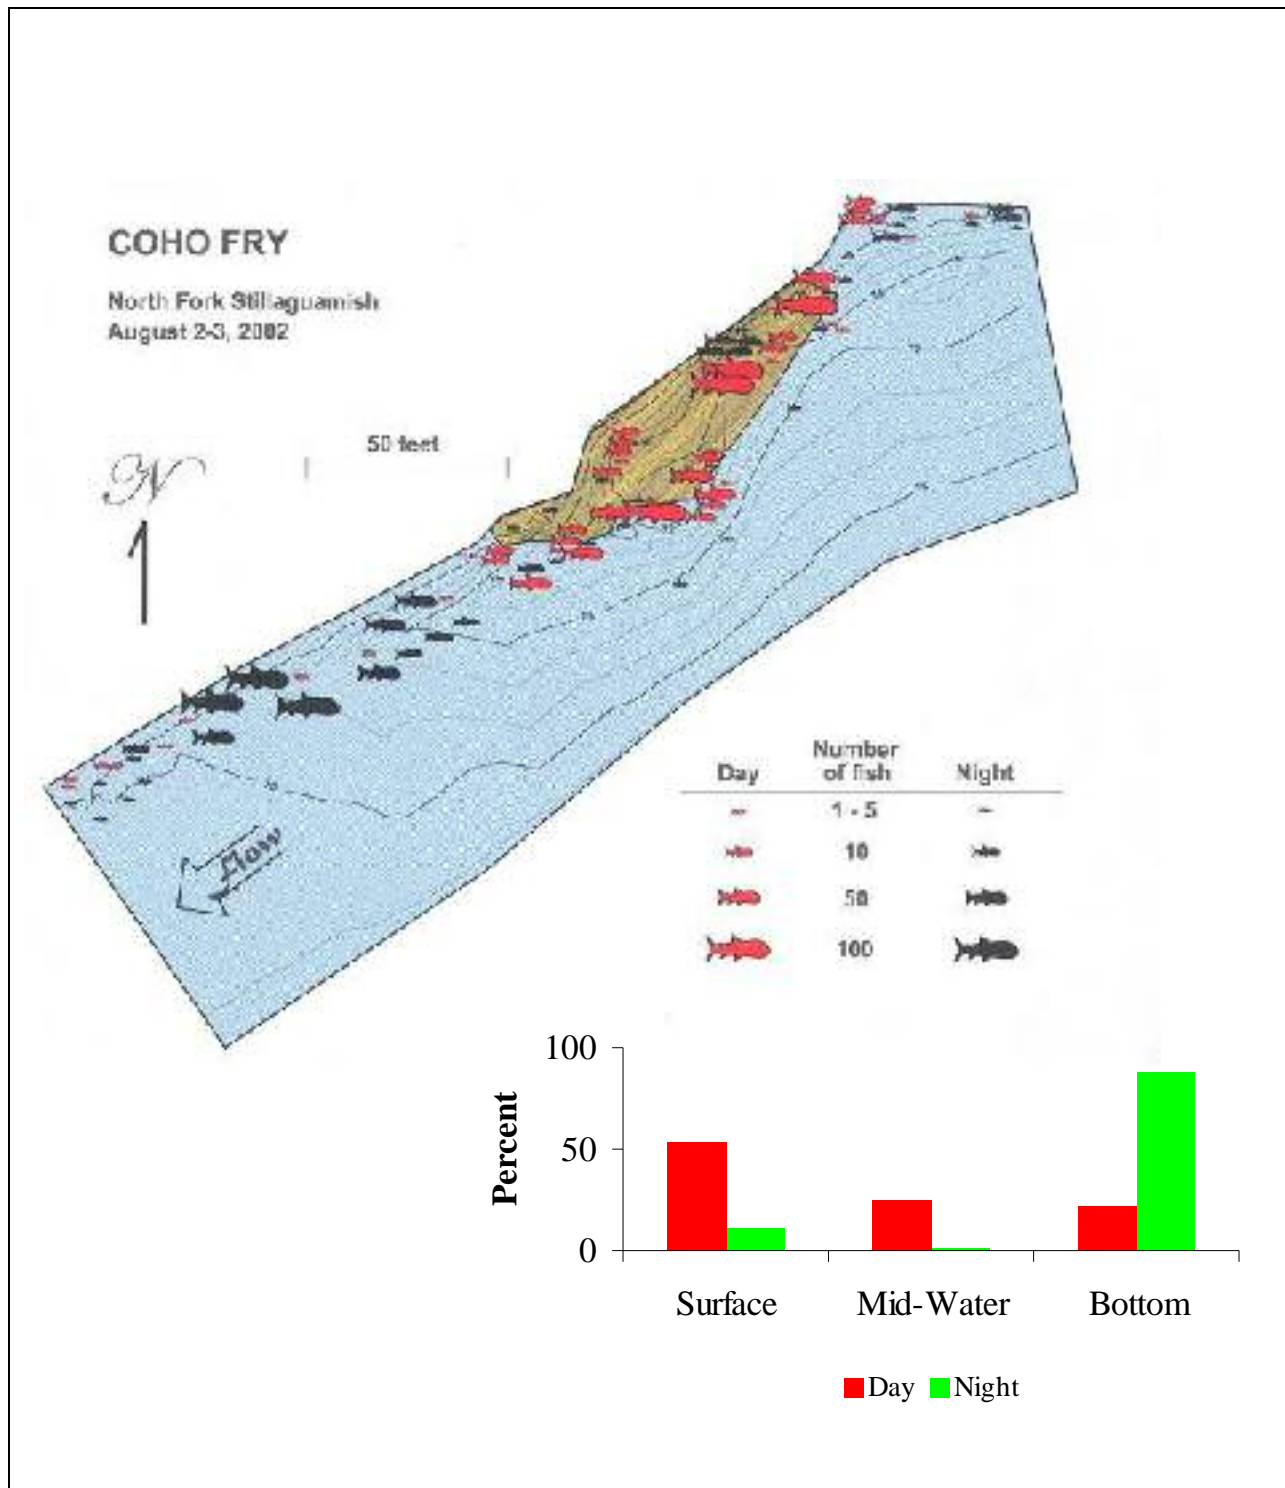 COHO FRY
North Fork Stillaguamish
August 2-3, 2002
50 feet
N
flow
Day Number of fish Night
1 - 5
10
50
100
100
50
0
Percent
Surface Mid-Water Bottom
Day Night